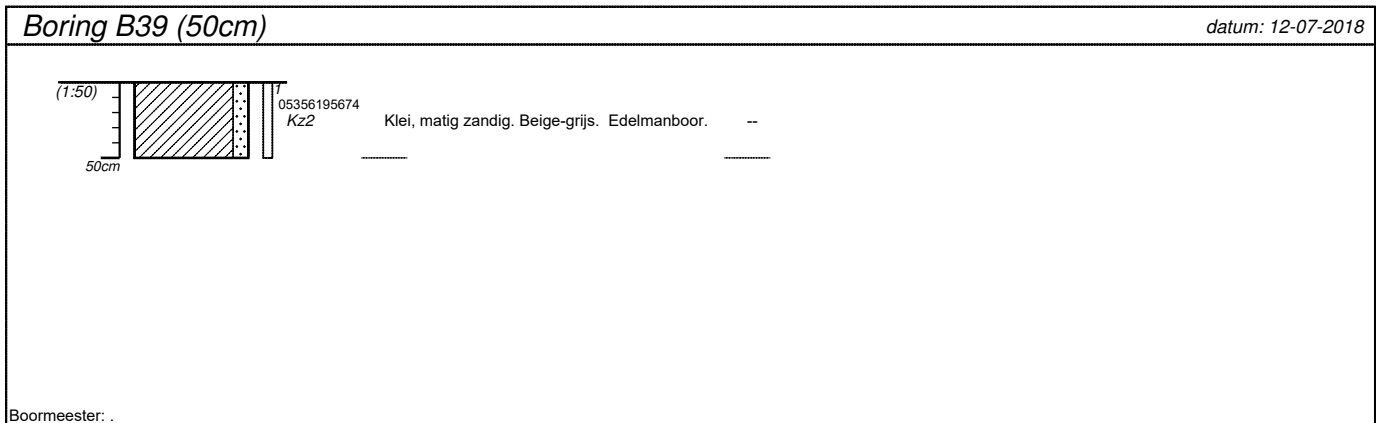 Boring B39 (50cm)
datum: 12-07-2018
(1:50)
1
05356195674
Kz2 Klei, matig zandig. Beige-grijs. Edelmanboor. --
50cm
Boormeester: .